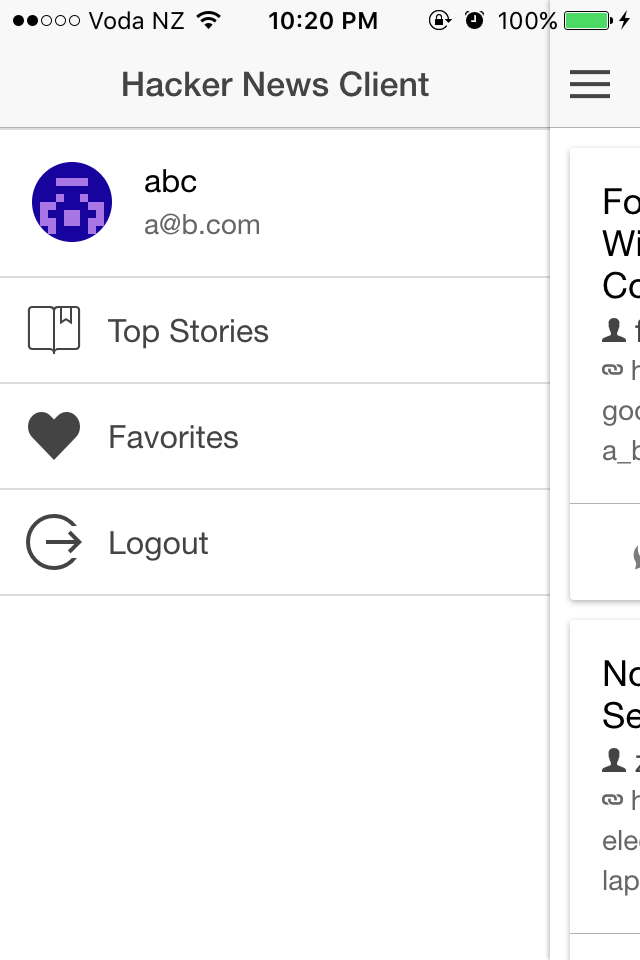 Voda NZ 10:20 PM 100%
Hacker News Client
abc
a@b.com
Top Stories
Favorites
Logout
Fo
Wi
Co
f
h
goo
a_b
No
Se
z
h
ele
lap